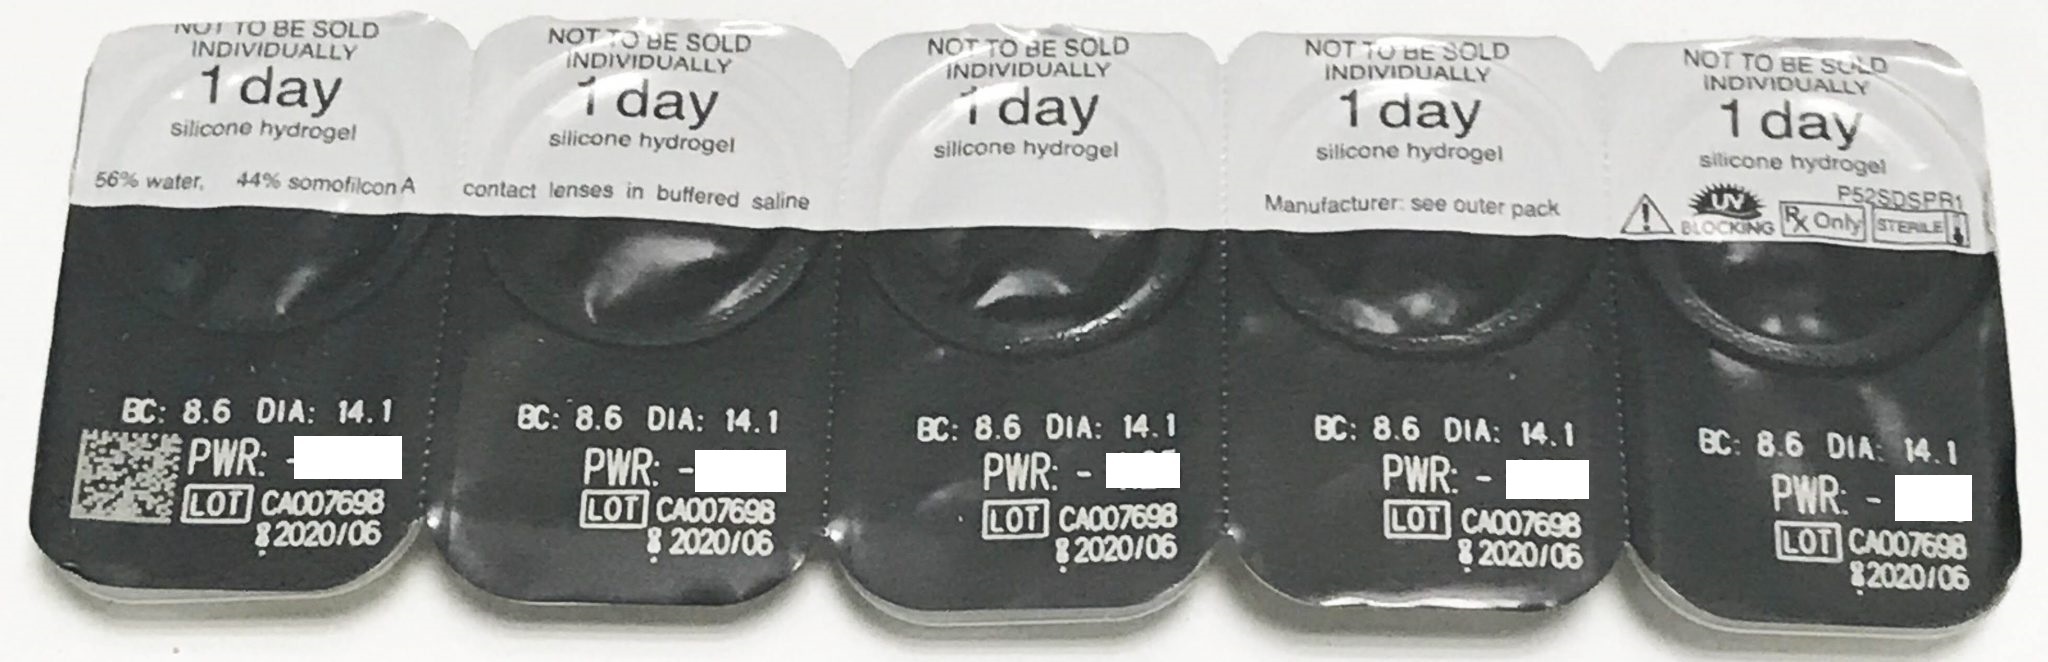 NOT TO BE SOLD
INDIVIDUALLY
1 day
silicone hydrogel
56% water, 44% somofilcon A
BC: 8.6 DIA: 14.1
PWR: -
LOT CA007698
2020/06
NOT TO BE SOLD
INDIVIDUALLY
1 day
silicone hydrogel
contact lenses in buffered saline
BC: 8.6 DIA: 14.1
PWR: -
LOT CA007698
2020/06
NOT TO BE SOLD
INDIVIDUALLY
1 day
silicone hydrogel
BC: 8.6 DIA: 14.1
PWR: -
LOT CA007698
2020/06
NOT TO BE SOLD
INDIVIDUALLY
1 day
silicone hydrogel
Manufacturer: see outer pack
BC: 8.6 DIA: 14.1
PWR: -
LOT CA007698
2020/06
NOT TO BE SOLD
INDIVIDUALLY
1 day
silicone hydrogel
P52SDSPR1
UV
BLOCKING
Rx Only
STERILE
BC: 8.6 DIA: 14.1
PWR: -
LOT CA007698
2020/06